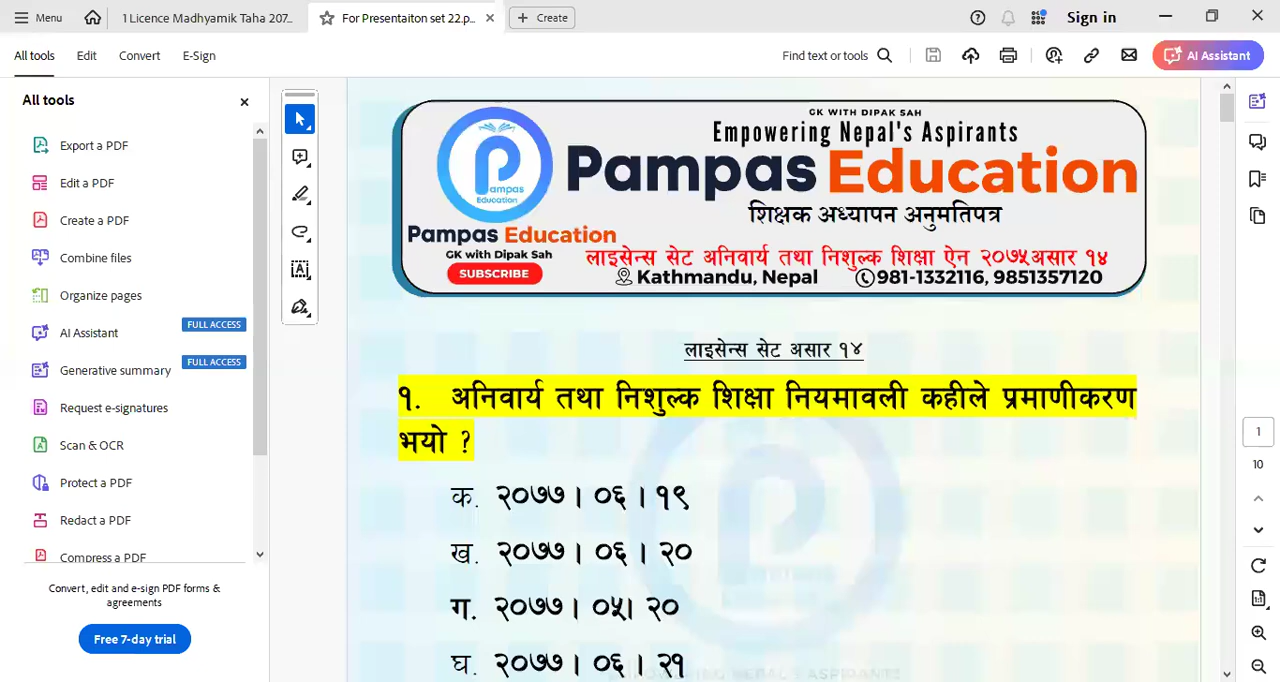 Menu
1 Licence Madhyamik Taha 207...
For Presentaiton set 22.p...
Create
Sign in
All tools
Edit
Convert
E-Sign
Find text or tools
AI Assistant
All tools
Export a PDF
Edit a PDF
Create a PDF
Combine files
Organize pages
AI Assistant
FULL ACCESS
Generative summary
FULL ACCESS
Request e-signatures
Scan & OCR
Protect a PDF
Redact a PDF
Compress a PDF
Convert, edit and e-sign PDF forms &
agreements
Free 7-day trial
GK WITH DIPAK SAH
Empowering Nepal's Aspirants
Pampas Education
शिक्षक अध्यापन अनुमतिपत्र
Pampas
Education
Pampas Education
GK with Dipak Sah
SUBSCRIBE
लाइसेन्स सेट अनिवार्य तथा निशुल्क शिक्षा ऐन २०७५असार १४
Kathmandu, Nepal
981-1332116, 9851357120
लाइसेन्स सेट असार १४
१. अनिवार्य तथा निशुल्क शिक्षा नियमावली कहीले प्रमाणीकरण
भयो ?
क. २०७७ । ०६ । १९
ख. २०७७ । ०६ । २०
ग. २०७७ । ०५। २०
घ. २०७७ । ०६ । २१
EMPOWERING NEPAL'S ASPIRANTS
1
10